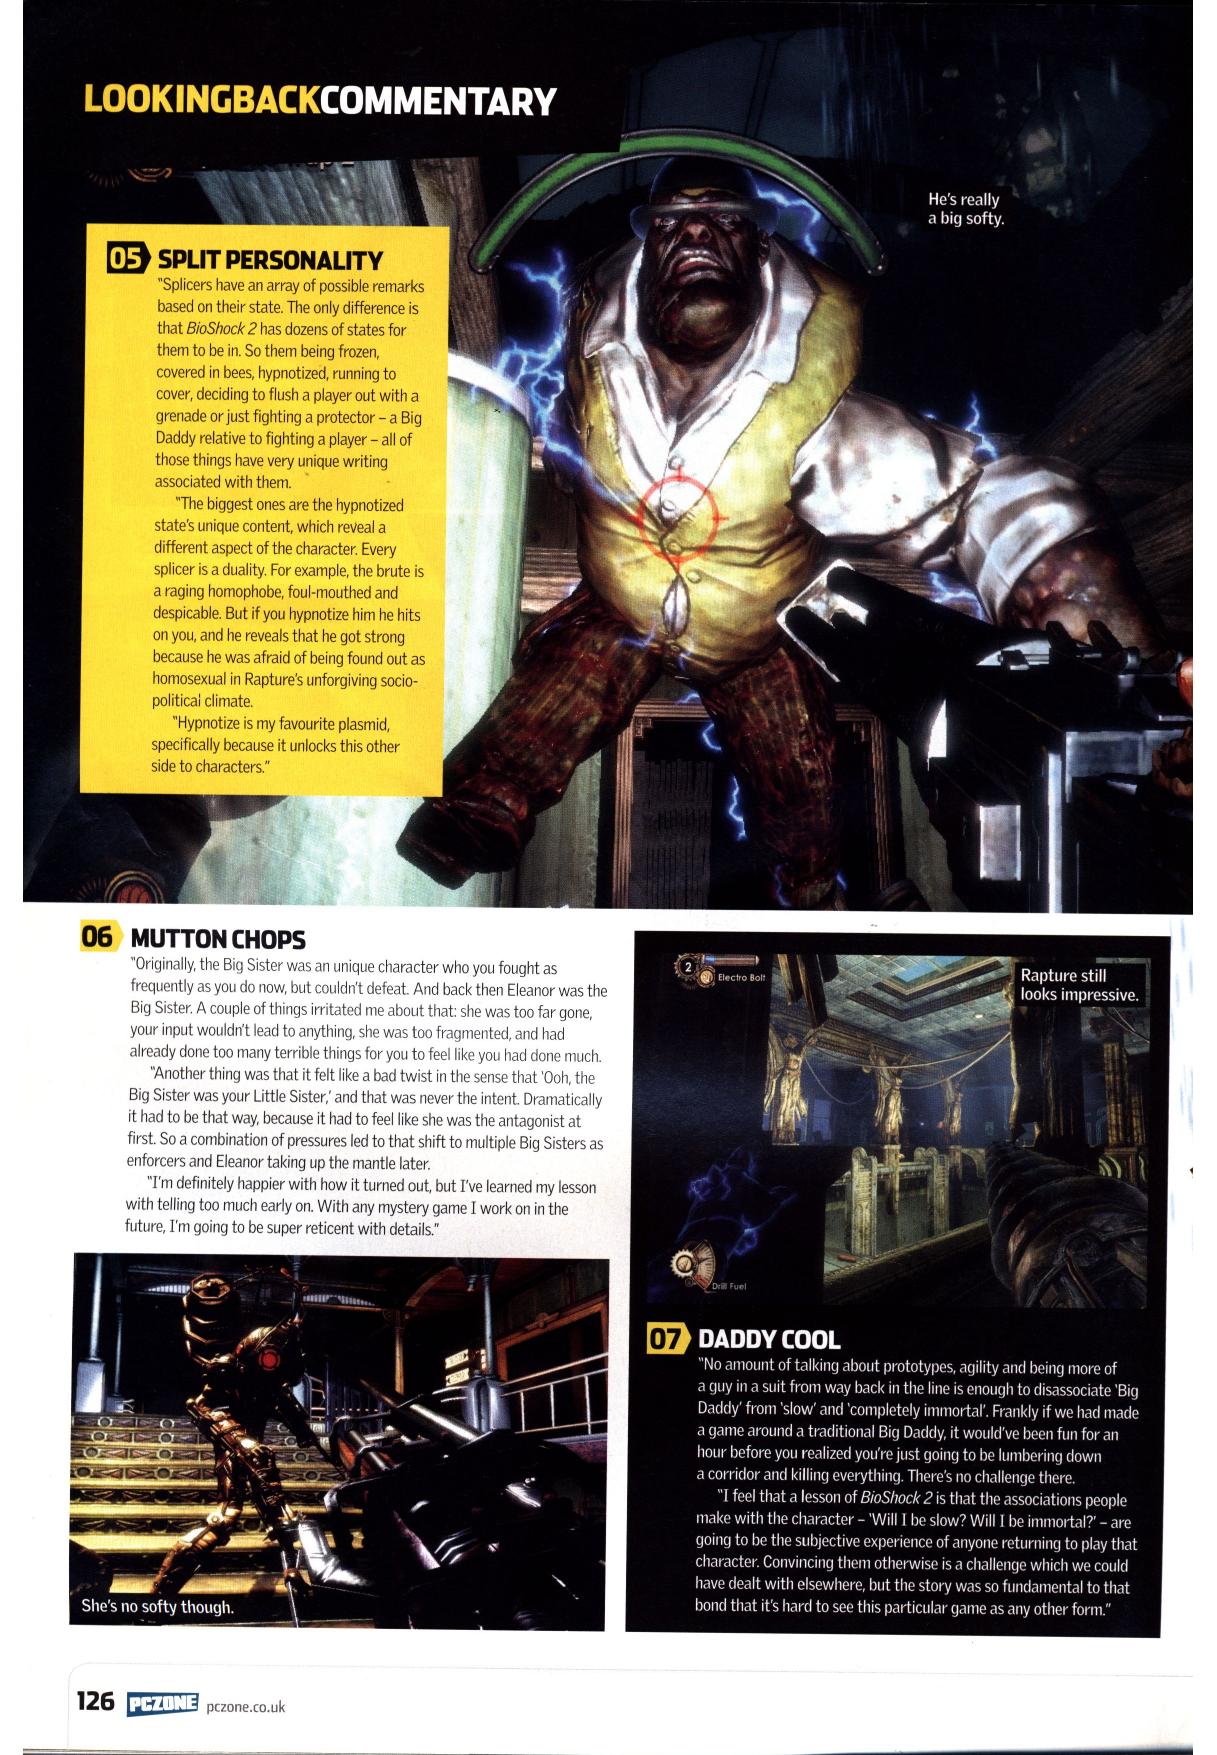 LOOKINGBACKCOMMENTARY
He's really
a big softy.
05 SPLIT PERSONALITY
"Splicers have an array of possible remarks
based on their state. The only difference is
that BioShock 2 has dozens of states for
them to be in. So them being frozen,
covered in bees, hypnotized, running to
cover, deciding to flush a player out with a
grenade or just fighting a protector – a Big
Daddy relative to fighting a player – all of
those things have very unique writing
associated with them.
"The biggest ones are the hypnotized
state's unique content, which reveal a
different aspect of the character. Every
splicer is a duality. For example, the brute is
a raging homophobe, foul-mouthed and
despicable. But if you hypnotize him he hits
on you, and he reveals that he got strong
because he was afraid of being found out as
homosexual in Rapture's unforgiving socio-
political climate.
"Hypnotize is my favourite plasmid,
specifically because it unlocks this other
side to characters."
06 MUTTON CHOPS
"Originally, the Big Sister was an unique character who you fought as
frequently as you do now, but couldn't defeat. And back then Eleanor was the
Big Sister. A couple of things irritated me about that: she was too far gone,
your input wouldn't lead to anything, she was too fragmented, and had
already done too many terrible things for you to feel like you had done much.
"Another thing was that it felt like a bad twist in the sense that 'Ooh, the
Big Sister was your Little Sister,' and that was never the intent. Dramatically
it had to be that way, because it had to feel like she was the antagonist at
first. So a combination of pressures led to that shift to multiple Big Sisters as
enforcers and Eleanor taking up the mantle later.
"I'm definitely happier with how it turned out, but I've learned my lesson
with telling too much early on. With any mystery game I work on in the
future, I'm going to be super reticent with details."
She's no softy though.
2
Electro Bolt
Rapture still
looks impressive.
Drill Fuel
07 DADDY COOL
"No amount of talking about prototypes, agility and being more of
a guy in a suit from way back in the line is enough to disassociate 'Big
Daddy' from 'slow' and 'completely immortal'. Frankly if we had made
a game around a traditional Big Daddy, it would've been fun for an
hour before you realized you're just going to be lumbering down
a corridor and killing everything. There's no challenge there.
"I feel that a lesson of BioShock 2 is that the associations people
make with the character – 'Will I be slow? Will I be immortal?' – are
going to be the subjective experience of anyone returning to play that
character. Convincing them otherwise is a challenge which we could
have dealt with elsewhere, but the story was so fundamental to that
bond that it's hard to see this particular game as any other form."
126 PCZONE pczone.co.uk